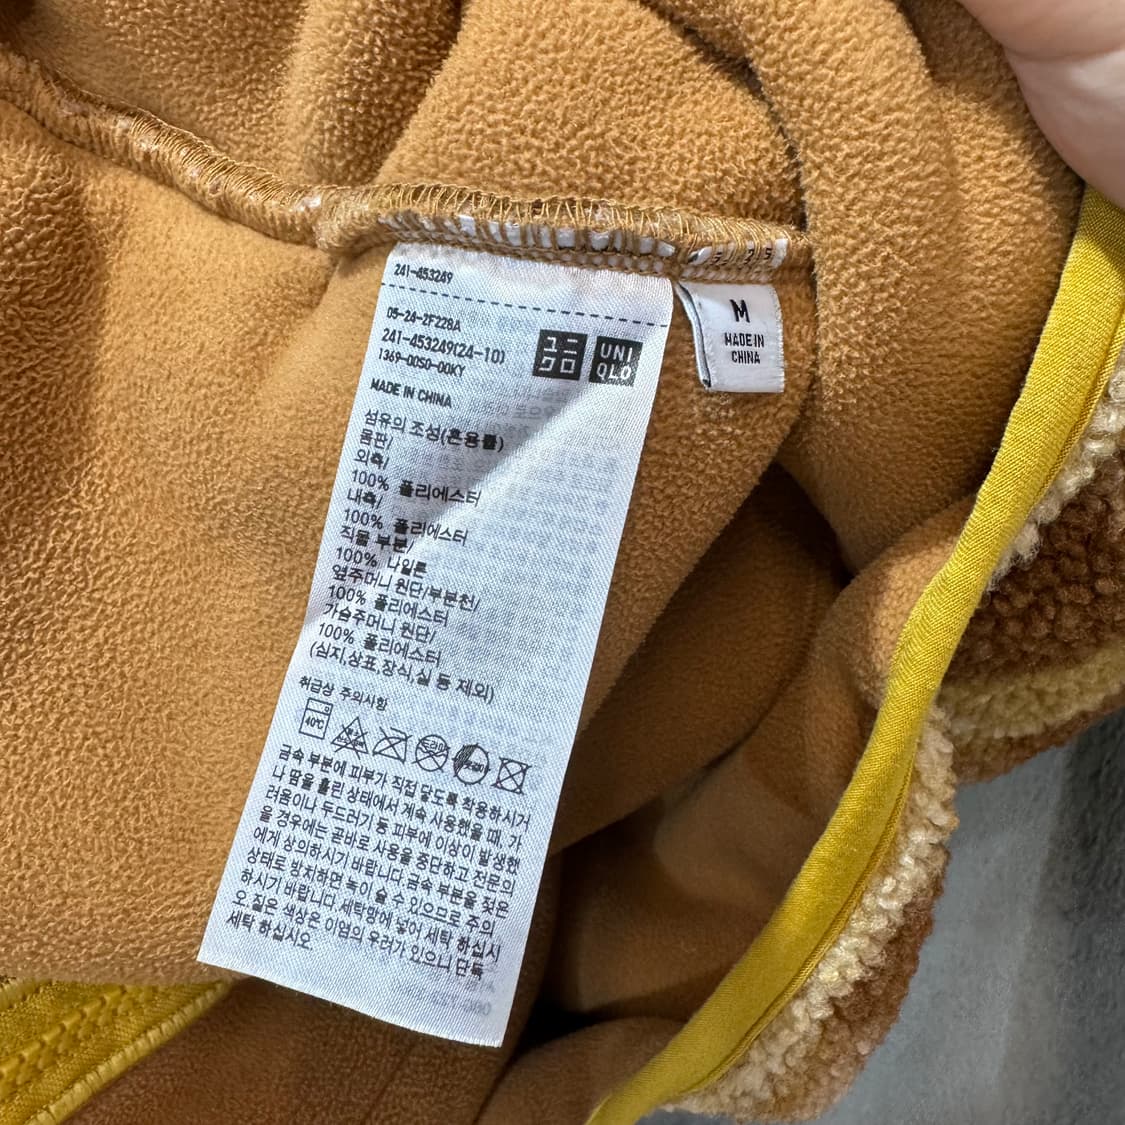 241-453249
05-24-2F228A
241-453249(24-10)
1369-00S0-00KY
ユニ
クロ
UNI
QLO
M
MADE IN
CHINA
MADE IN CHINA
섬유의 조성(혼용률)
몸판/
외측/
100% 폴리에스터
내측/
100% 폴리에스터
직물 부분/
100% 나일론
옆주머니 원단/부분천/
100% 폴리에스터
가슴주머니 원단/
100% 폴리에스터
(심지,상표,장식,실 등 제외)
취급상 주의사항
40℃
금속 부분에 피부가 직접 닿도록 착용하시거
나 땀을 흘린 상태에서 계속 사용했을 때, 가
려움이나 두드러기 등 피부에 이상이 발생했
을 경우에는 곧바로 사용을 중단하고 전문의
에게 상의하시기 바랍니다. 금속 부분을 젖은
상태로 방치하면 녹이 슬 수 있으므로 주의
하시기 바랍니다. 세탁망에 넣어 세탁 하십시
오. 짙은 색상은 이염의 우려가 있으니 단독
세탁 하십시오